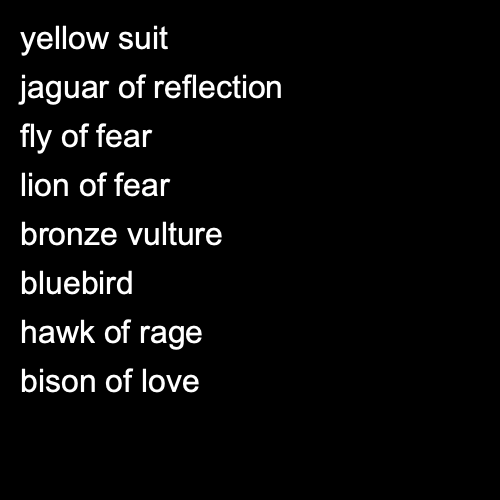 yellow suit
jaguar of reflection
fly of fear
lion of fear
bronze vulture
bluebird
hawk of rage
bison of love